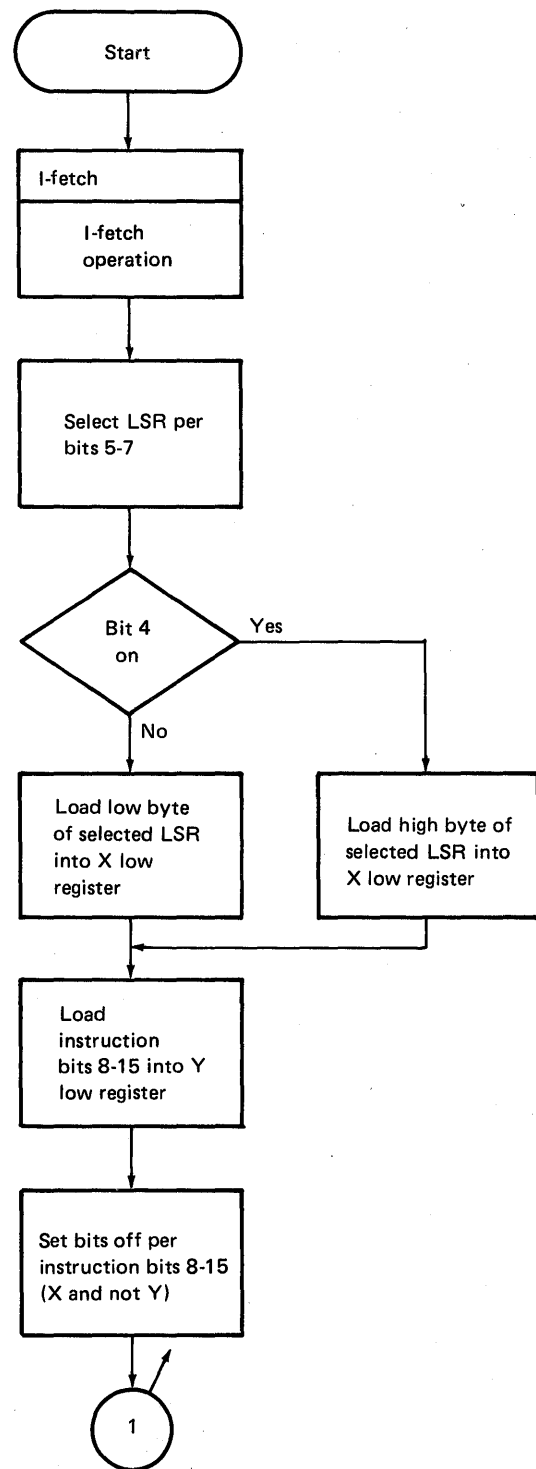 Start
I-fetch
I-fetch
operation
Select LSR per
bits 5-7
Bit 4
on
Yes
No
Load low byte
of selected LSR
into X low
register
Load high byte of
selected LSR into
X low register
Load
instruction
bits 8-15 into Y
low register
Set bits off per
instruction bits 8-15
(X and not Y)
1